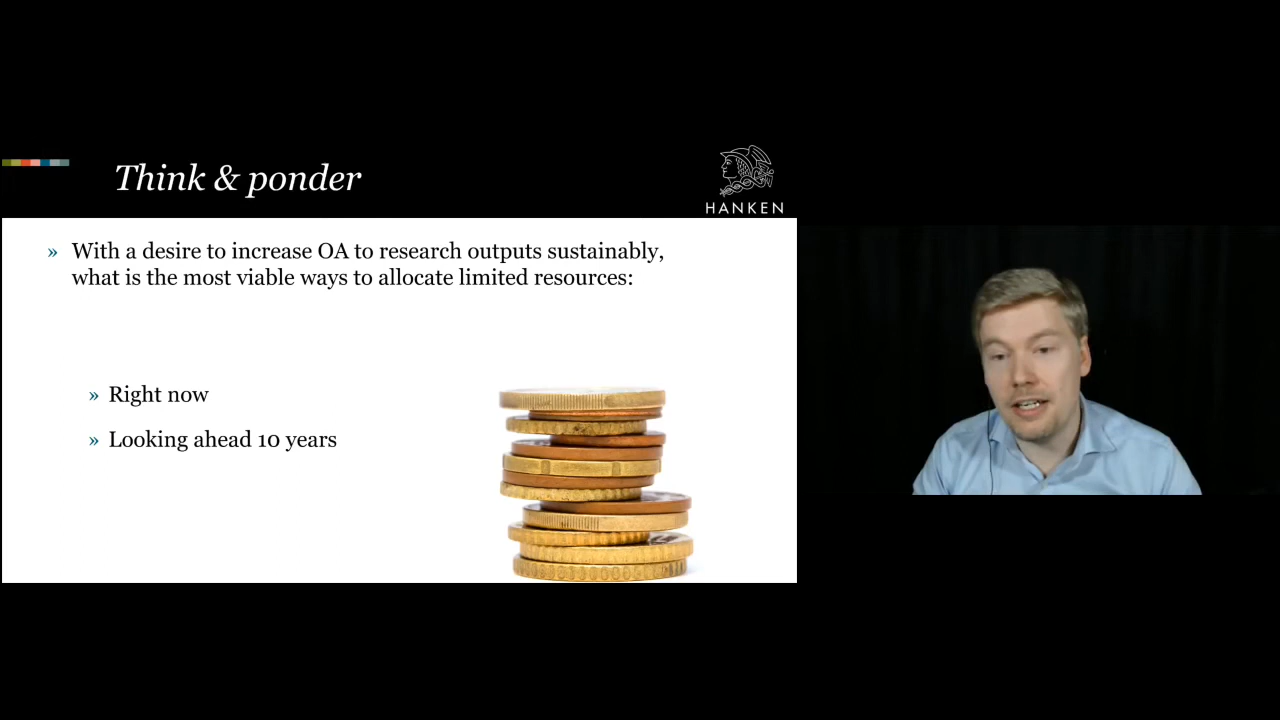 Think & ponder
HANKEN
» With a desire to increase OA to research outputs sustainably,
what is the most viable ways to allocate limited resources:
» Right now
» Looking ahead 10 years